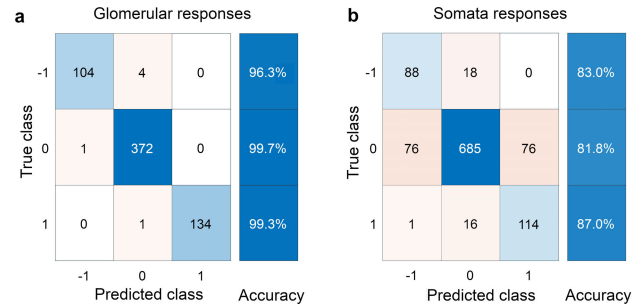 a Glomerular responses
-1 104 4 0 96.3%
0 1 372 0 99.7%
1 0 1 134 99.3%
True class
-1 0 1
Predicted class Accuracy
b Somata responses
-1 88 18 0 83.0%
0 76 685 76 81.8%
1 1 16 114 87.0%
True class
-1 0 1
Predicted class Accuracy